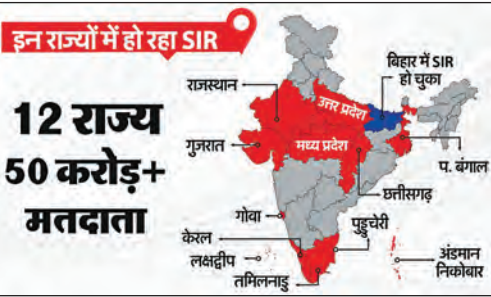 इन राज्यों में हो रहा SIR
12 राज्य
50 करोड़+
मतदाता
बिहार में SIR
हो चुका
राजस्थान
उत्तर प्रदेश
गुजरात
मध्य प्रदेश
प. बंगाल
छत्तीसगढ़
गोवा
पुडुचेरी
केरल
लक्षद्वीप
तमिलनाडु
अंडमान
निकोबार